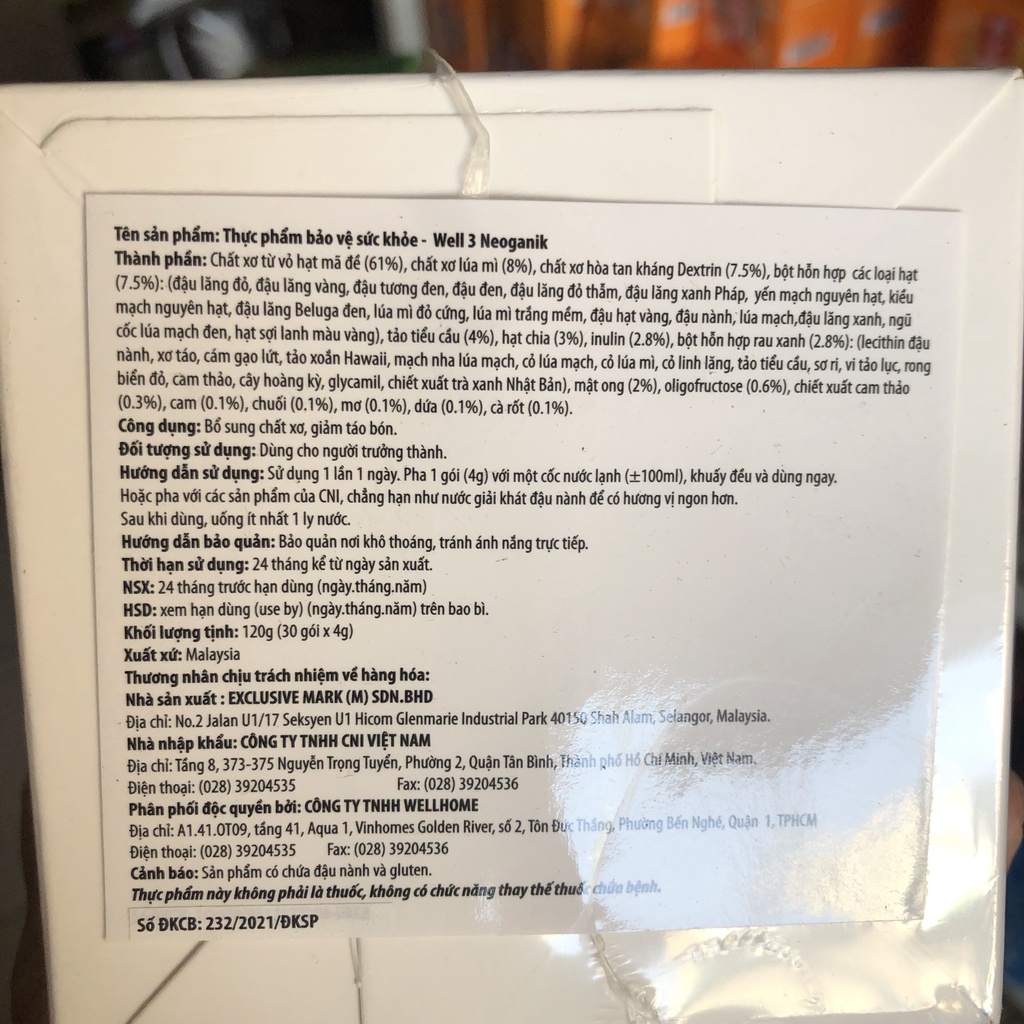 Tên sản phẩm: Thực phẩm bảo vệ sức khỏe - Well 3 Neoganik
Thành phần: Chất xơ từ vỏ hạt mã đề (61%), chất xơ lúa mì (8%), chất xơ hòa tan kháng Dextrin (7.5%), bột hỗn hợp các loại hạt
(7.5%): (đậu lăng đỏ, đậu lăng vàng, đậu tương đen, đậu đen, đậu lăng đỏ thẫm, đậu lăng xanh Pháp, yến mạch nguyên hạt, kiều
mạch nguyên hạt, đậu lăng Beluga đen, lúa mì đỏ cứng, lúa mì trắng mềm, đậu hạt vàng, đậu nành, lúa mạch,đậu lăng xanh, ngũ
cốc lúa mạch đen, hạt sợi lanh màu vàng), tảo tiểu cầu (4%), hạt chia (3%), inulin (2.8%), bột hỗn hợp rau xanh (2.8%): (lecithin đậu
nành, xơ táo, cám gạo lứt, tảo xoắn Hawaii, mạch nha lúa mạch, cỏ lúa mạch, cỏ lúa mì, cỏ linh lăng, tảo tiểu cầu, sơ ri, vi tảo lục, rong
biển đỏ, cam thảo, cây hoàng kỳ, glycamil, chiết xuất trà xanh Nhật Bản), mật ong (2%), oligofructose (0.6%), chiết xuất cam thảo
(0.3%), cam (0.1%), chuối (0.1%), mơ (0.1%), dứa (0.1%), cà rốt (0.1%).
Công dụng: Bổ sung chất xơ, giảm táo bón.
Đối tượng sử dụng: Dùng cho người trưởng thành.
Hướng dẫn sử dụng: Sử dụng 1 lần 1 ngày. Pha 1 gói (4g) với một cốc nước lạnh (±100ml), khuấy đều và dùng ngay.
Hoặc pha với các sản phẩm của CNI, chẳng hạn như nước giải khát đậu nành để có hương vị ngon hơn.
Sau khi dùng, uống ít nhất 1 ly nước.
Hướng dẫn bảo quản: Bảo quản nơi khô thoáng, tránh ánh nắng trực tiếp.
Thời hạn sử dụng: 24 tháng kể từ ngày sản xuất.
NSX: 24 tháng trước hạn dùng (ngày.tháng.năm)
HSD: xem hạn dùng (use by) (ngày.tháng.năm) trên bao bì.
Khối lượng tịnh: 120g (30 gói x 4g)
Xuất xứ: Malaysia
Thương nhân chịu trách nhiệm về hàng hóa:
Nhà sản xuất : EXCLUSIVE MARK (M) SDN.BHD
Địa chỉ: No.2 Jalan U1/17 Seksyen U1 Hicom Glenmarie Industrial Park 40150 Shah Alam, Selangor, Malaysia.
Nhà nhập khẩu: CÔNG TY TNHH CNI VIỆT NAM
Địa chỉ: Tầng 8, 373-375 Nguyễn Trọng Tuyển, Phường 2, Quận Tân Bình, Thành phố Hồ Chí Minh, Việt Nam.
Điện thoại: (028) 39204535 Fax: (028) 39204536
Phân phối độc quyền bởi: CÔNG TY TNHH WELLHOME
Địa chỉ: A1.41.OT09, tầng 41, Aqua 1, Vinhomes Golden River, số 2, Tôn Đức Thắng, Phường Bến Nghé, Quận 1, TPHCM
Điện thoại: (028) 39204535 Fax: (028) 39204536
Cảnh báo: Sản phẩm có chứa đậu nành và gluten.
Thực phẩm này không phải là thuốc, không có chức năng thay thế thuốc chữa bệnh.
Số ĐKCB: 232/2021/ĐKSP